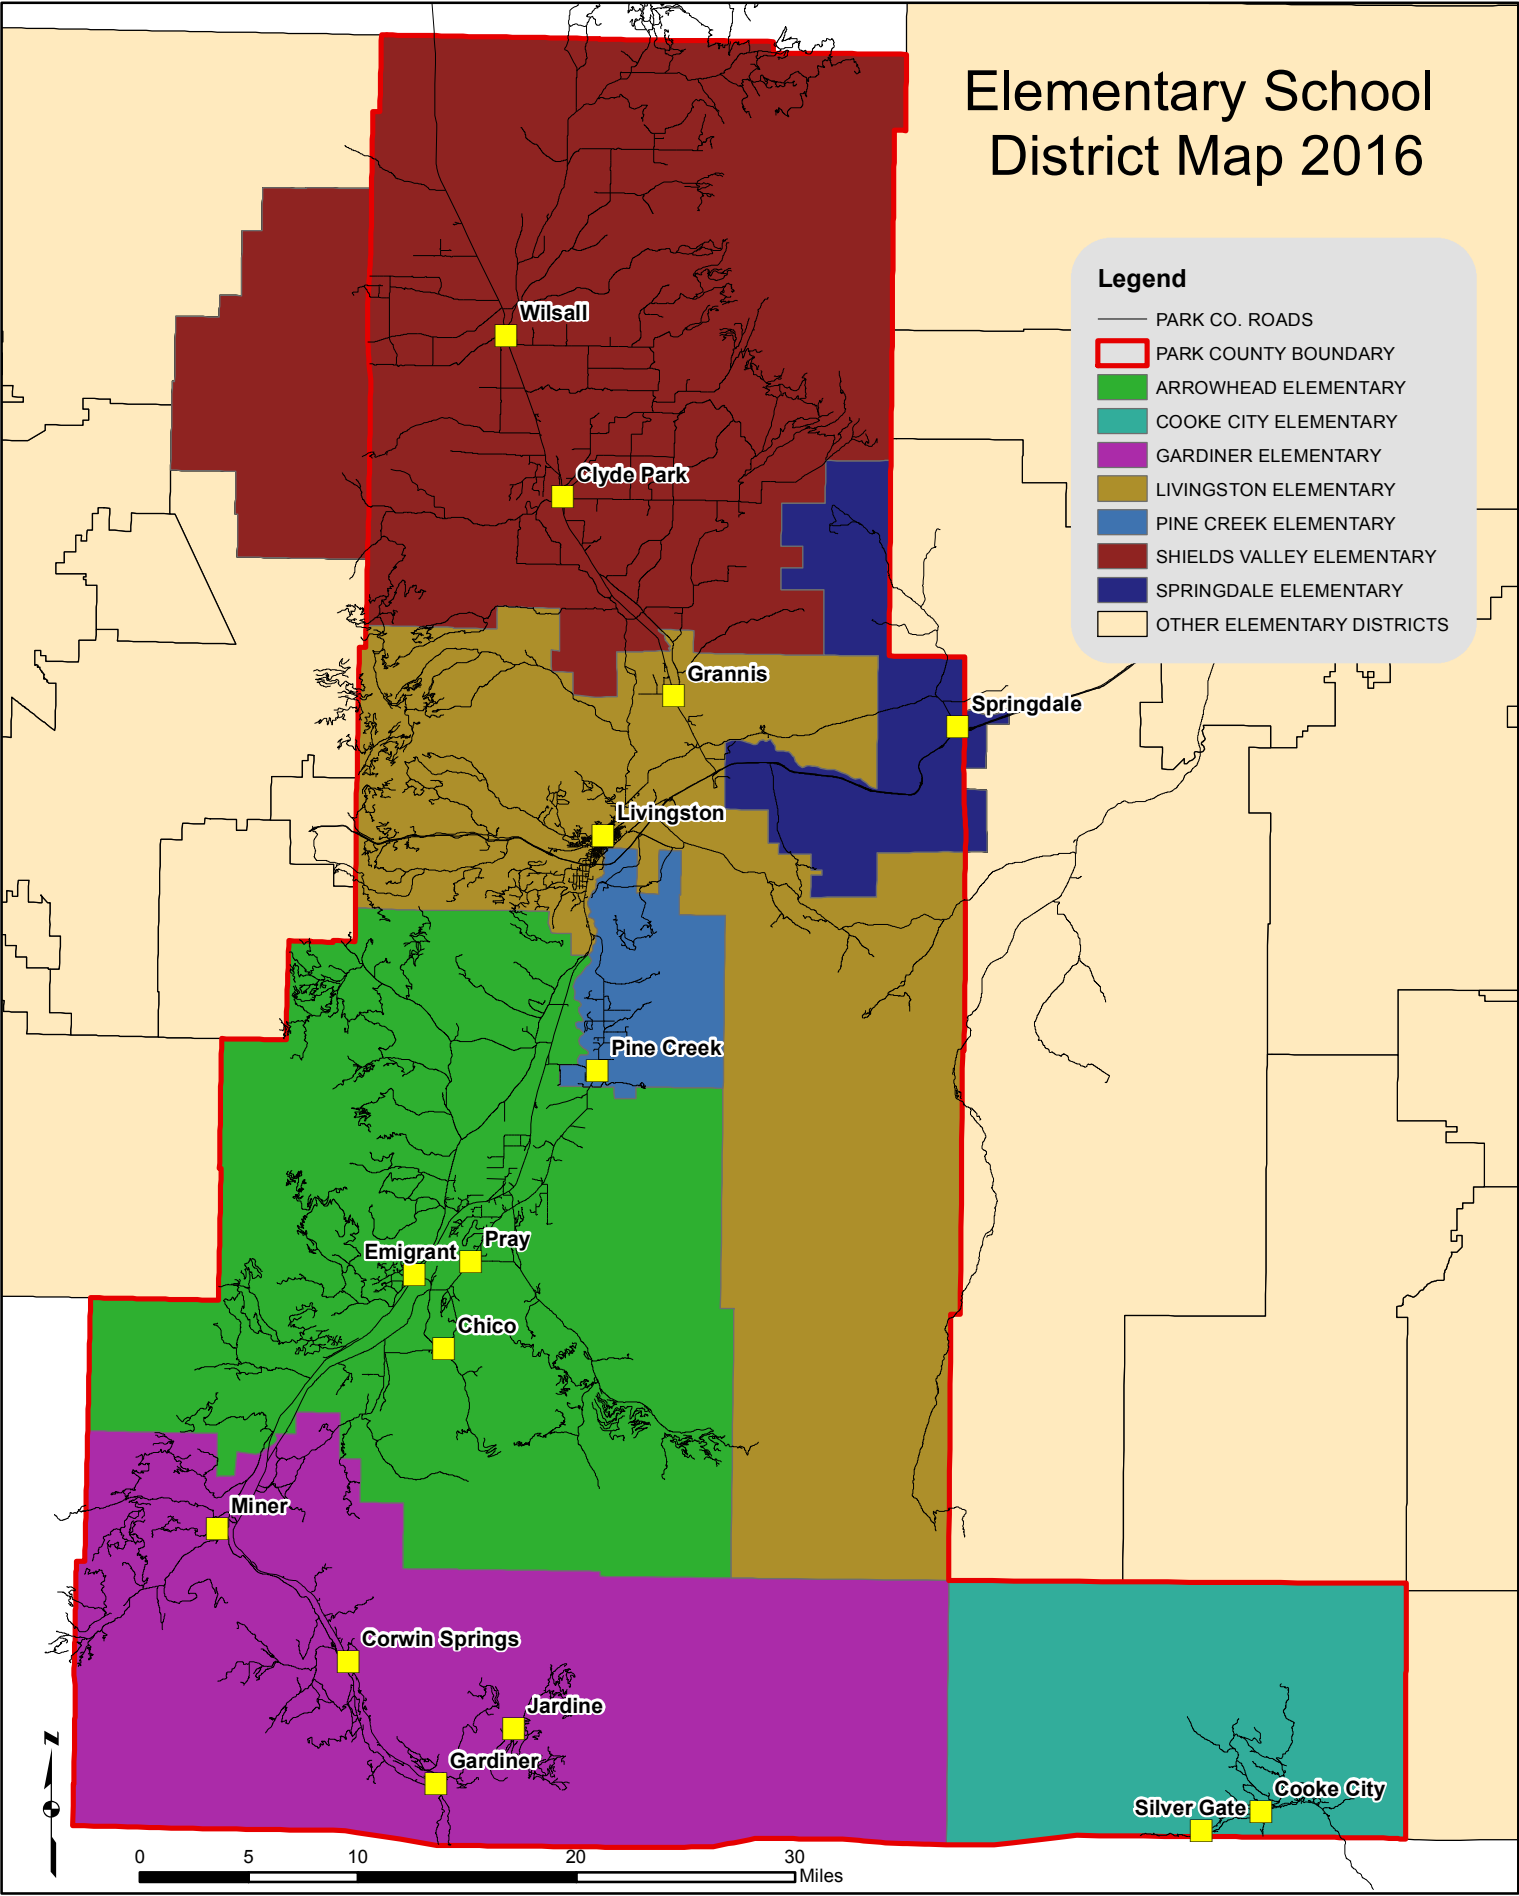 Elementary School
District Map 2016
Legend
PARK CO. ROADS
PARK COUNTY BOUNDARY
ARROWHEAD ELEMENTARY
COOKE CITY ELEMENTARY
GARDINER ELEMENTARY
LIVINGSTON ELEMENTARY
PINE CREEK ELEMENTARY
SHIELDS VALLEY ELEMENTARY
SPRINGDALE ELEMENTARY
OTHER ELEMENTARY DISTRICTS
Wilsall
Clyde Park
Grannis
Springdale
Livingston
Pine Creek
Pray
Emigrant
Chico
Miner
Corwin Springs
Jardine
Gardiner
Cooke City
Silver Gate
N
0 5 10 20 30
Miles